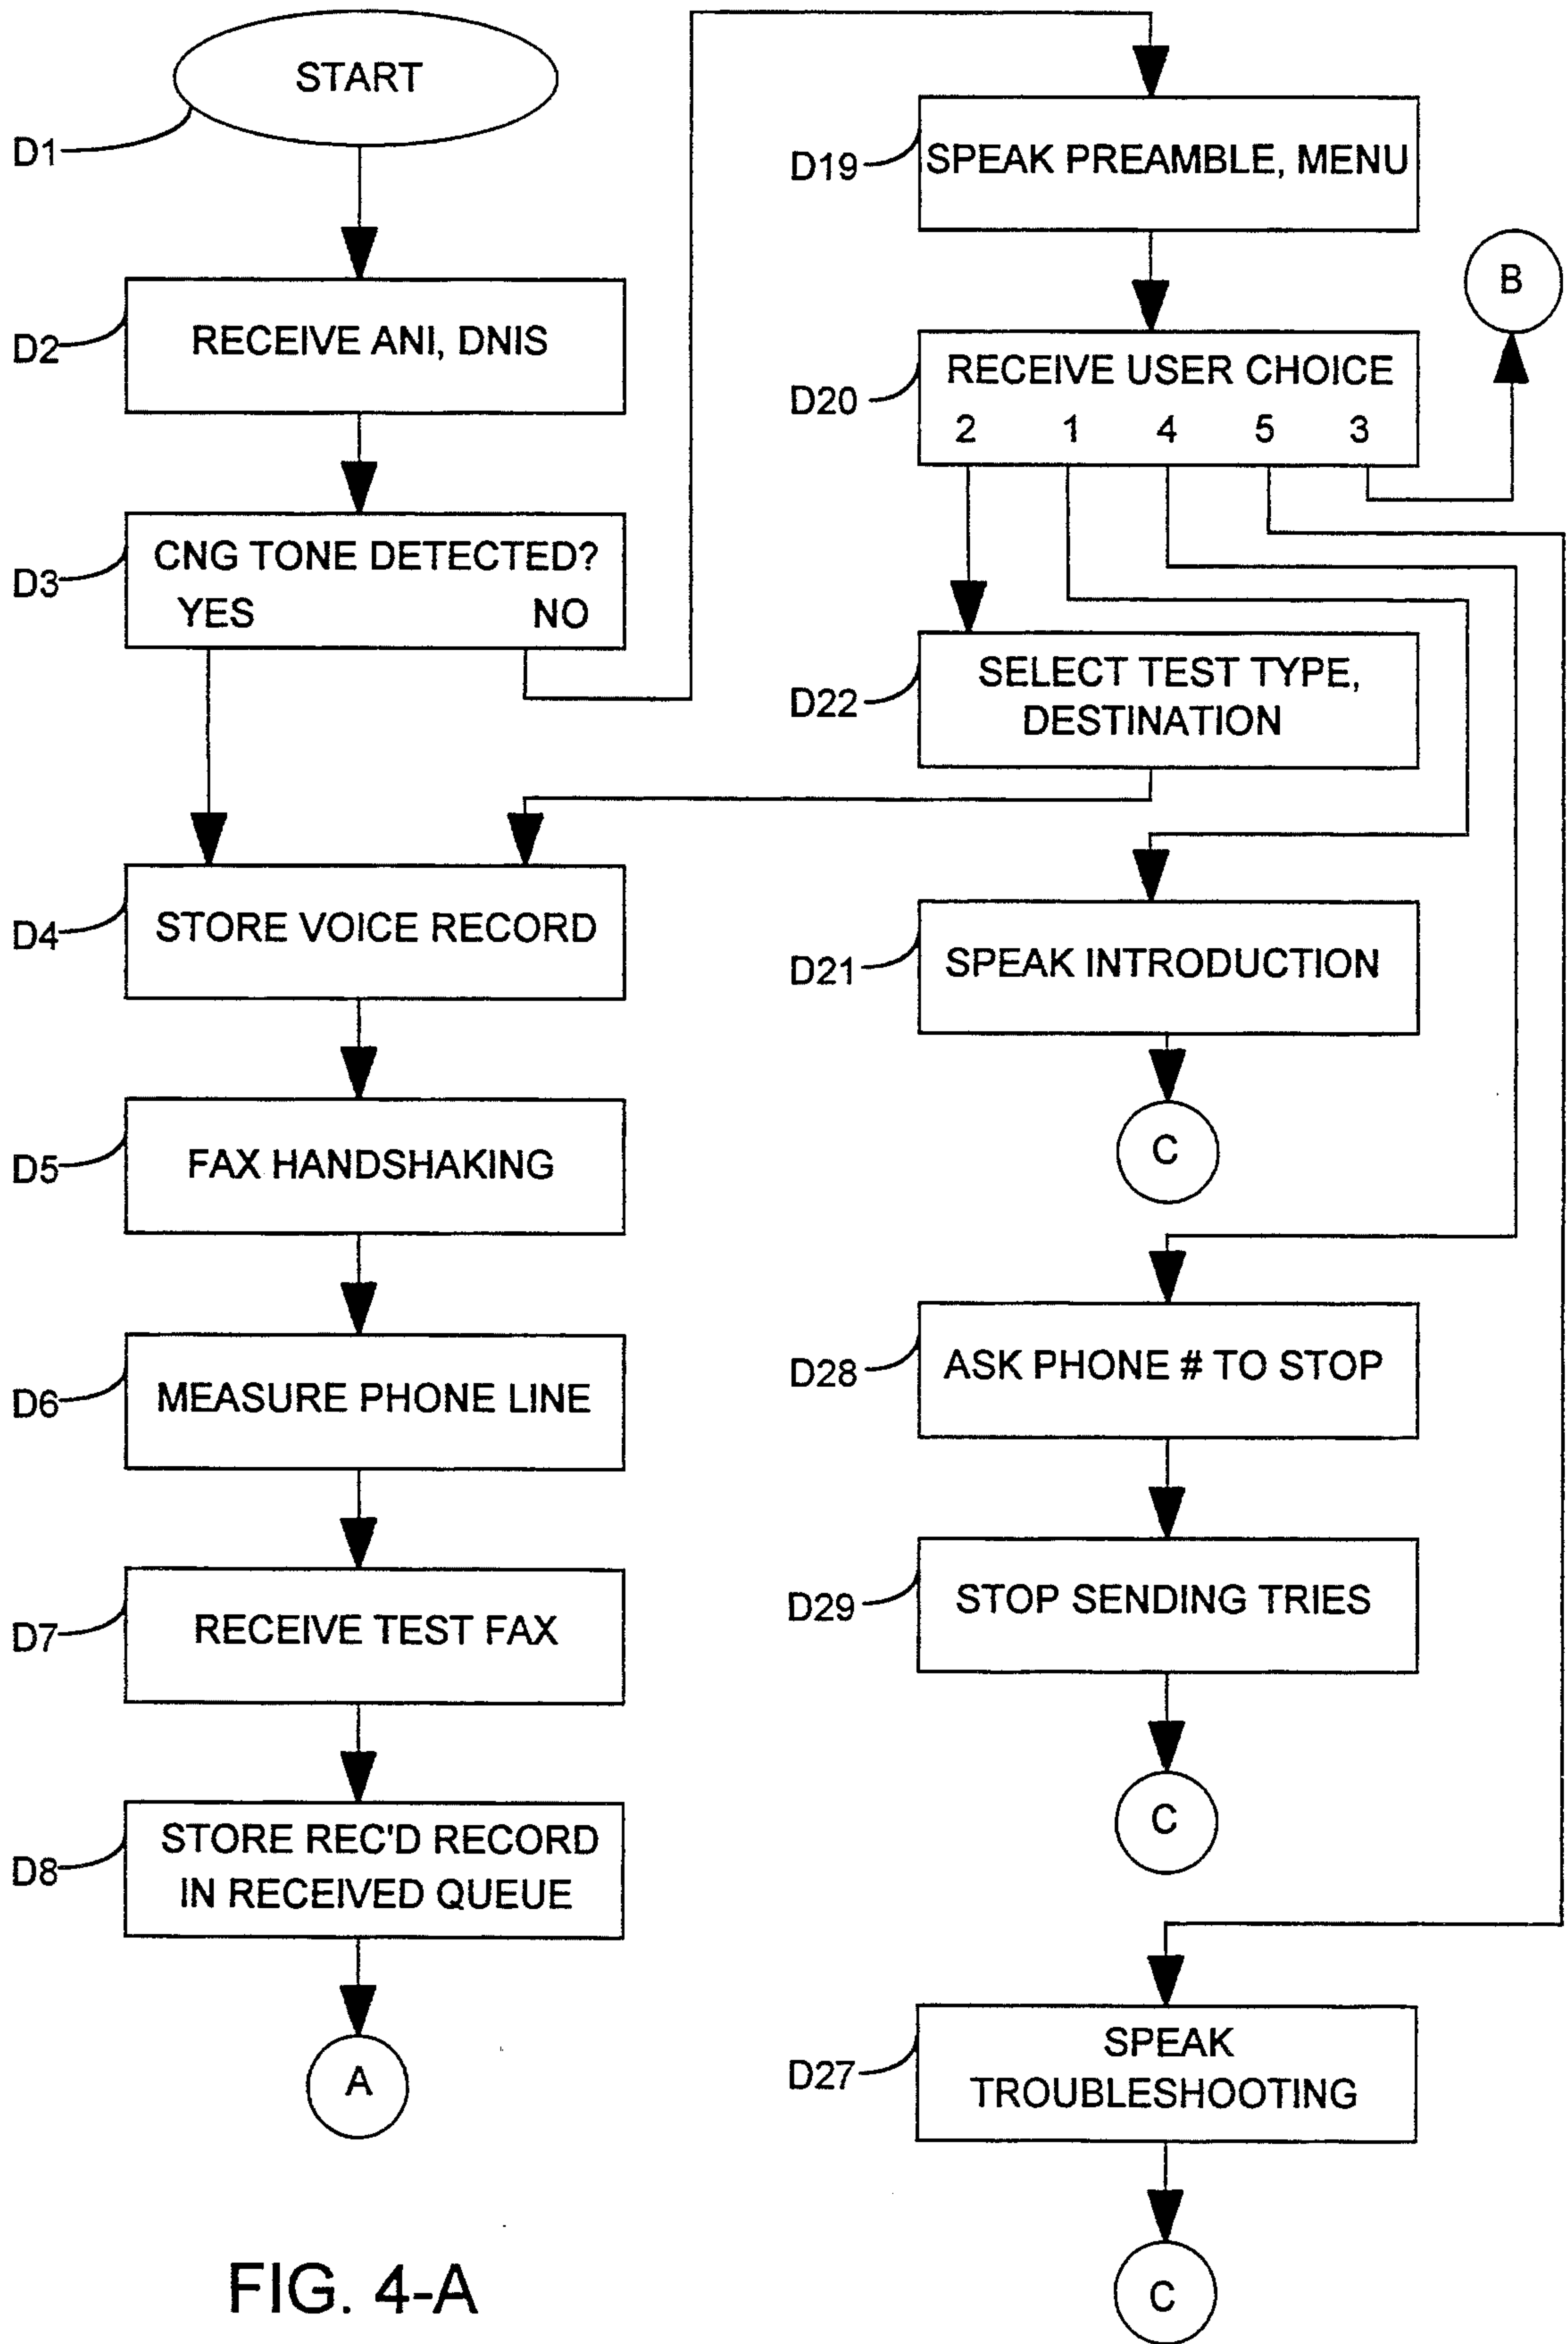 START
D1
D2
RECEIVE ANI, DNIS
D3
CNG TONE DETECTED?
YES NO
D4
STORE VOICE RECORD
D5
FAX HANDSHAKING
D6
MEASURE PHONE LINE
D7
RECEIVE TEST FAX
D8
STORE REC'D RECORD
IN RECEIVED QUEUE
A
D19
SPEAK PREAMBLE, MENU
B
D20
RECEIVE USER CHOICE
2 1 4 5 3
D22
SELECT TEST TYPE,
DESTINATION
D21
SPEAK INTRODUCTION
C
D28
ASK PHONE # TO STOP
D29
STOP SENDING TRIES
C
D27
SPEAK
TROUBLESHOOTING
C
FIG. 4-A